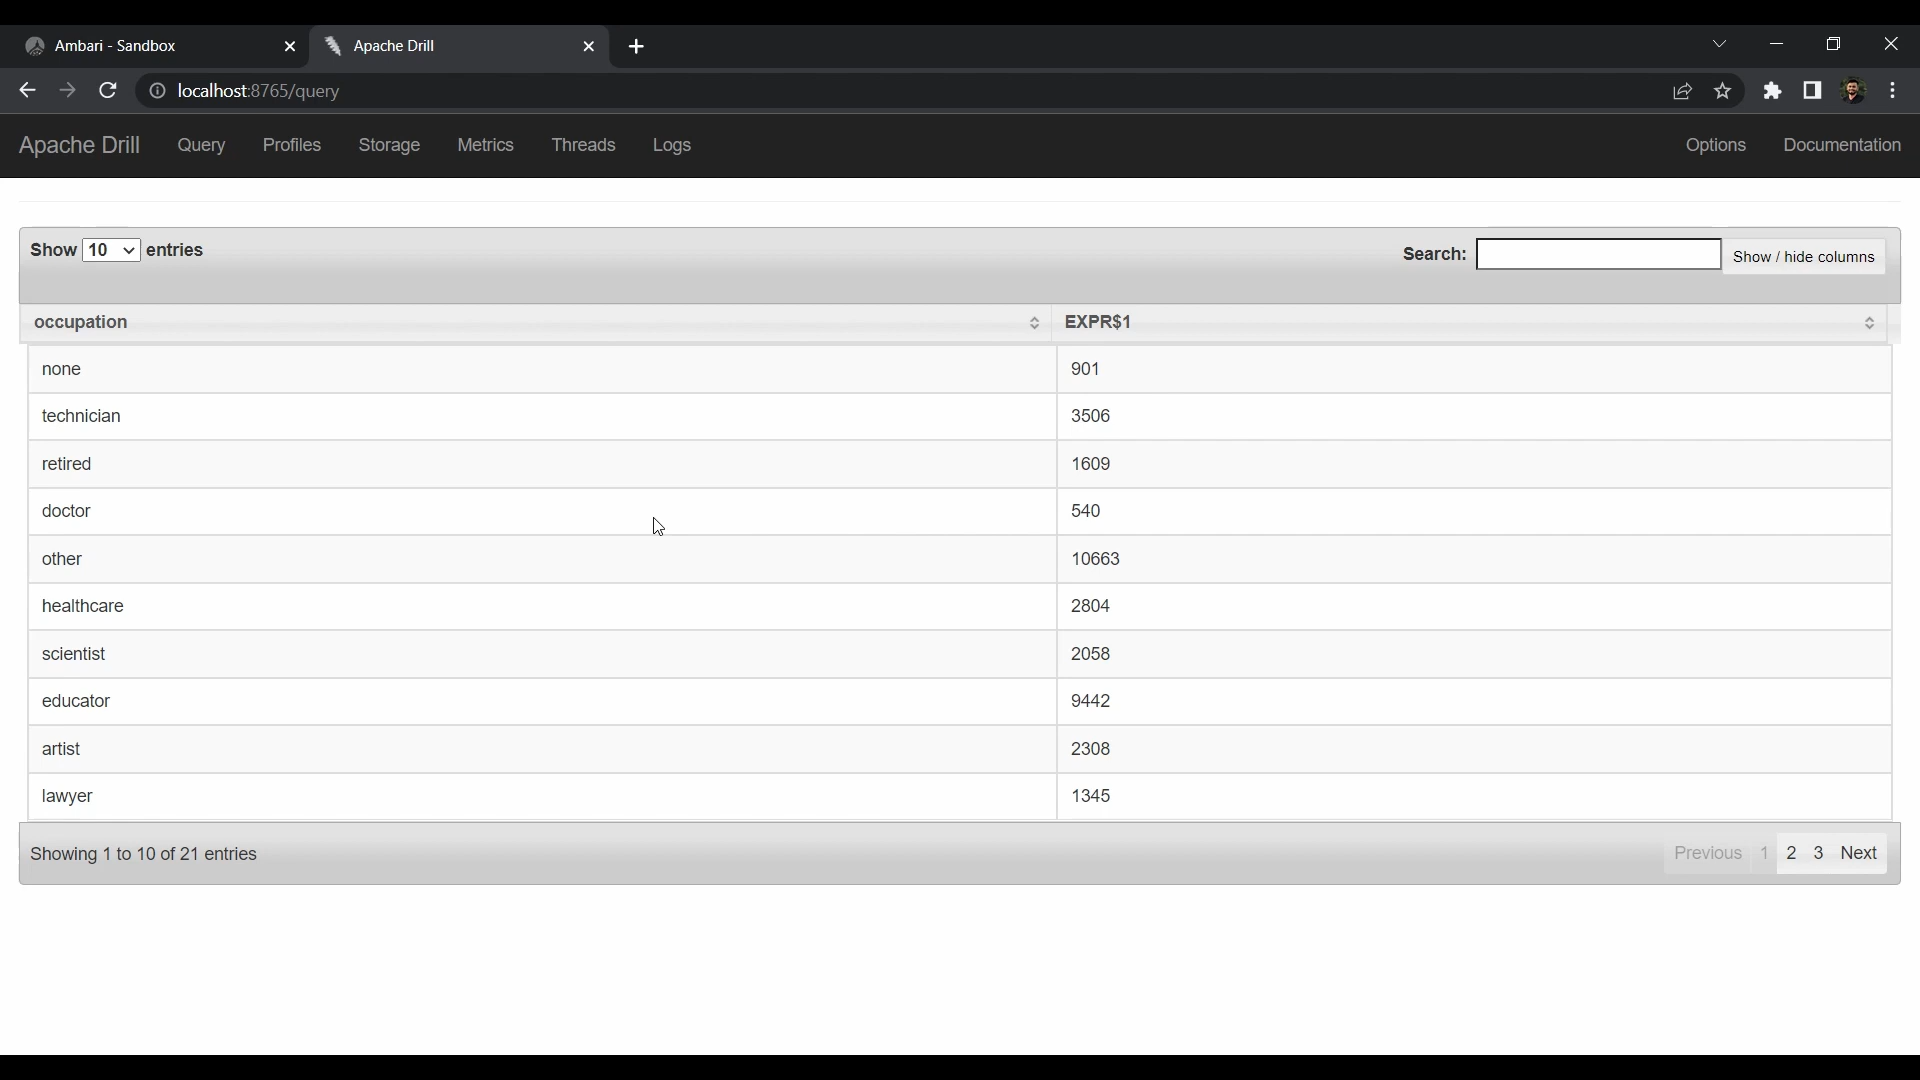 Ambari - Sandbox
Apache Drill
localhost:8765/query
Apache Drill Query Profiles Storage Metrics Threads Logs Options Documentation
Show 10 entries Search: Show / hide columns
occupation EXPR$1
none 901
technician 3506
retired 1609
doctor 540
other 10663
healthcare 2804
scientist 2058
educator 9442
artist 2308
lawyer 1345
Showing 1 to 10 of 21 entries Previous 1 2 3 Next